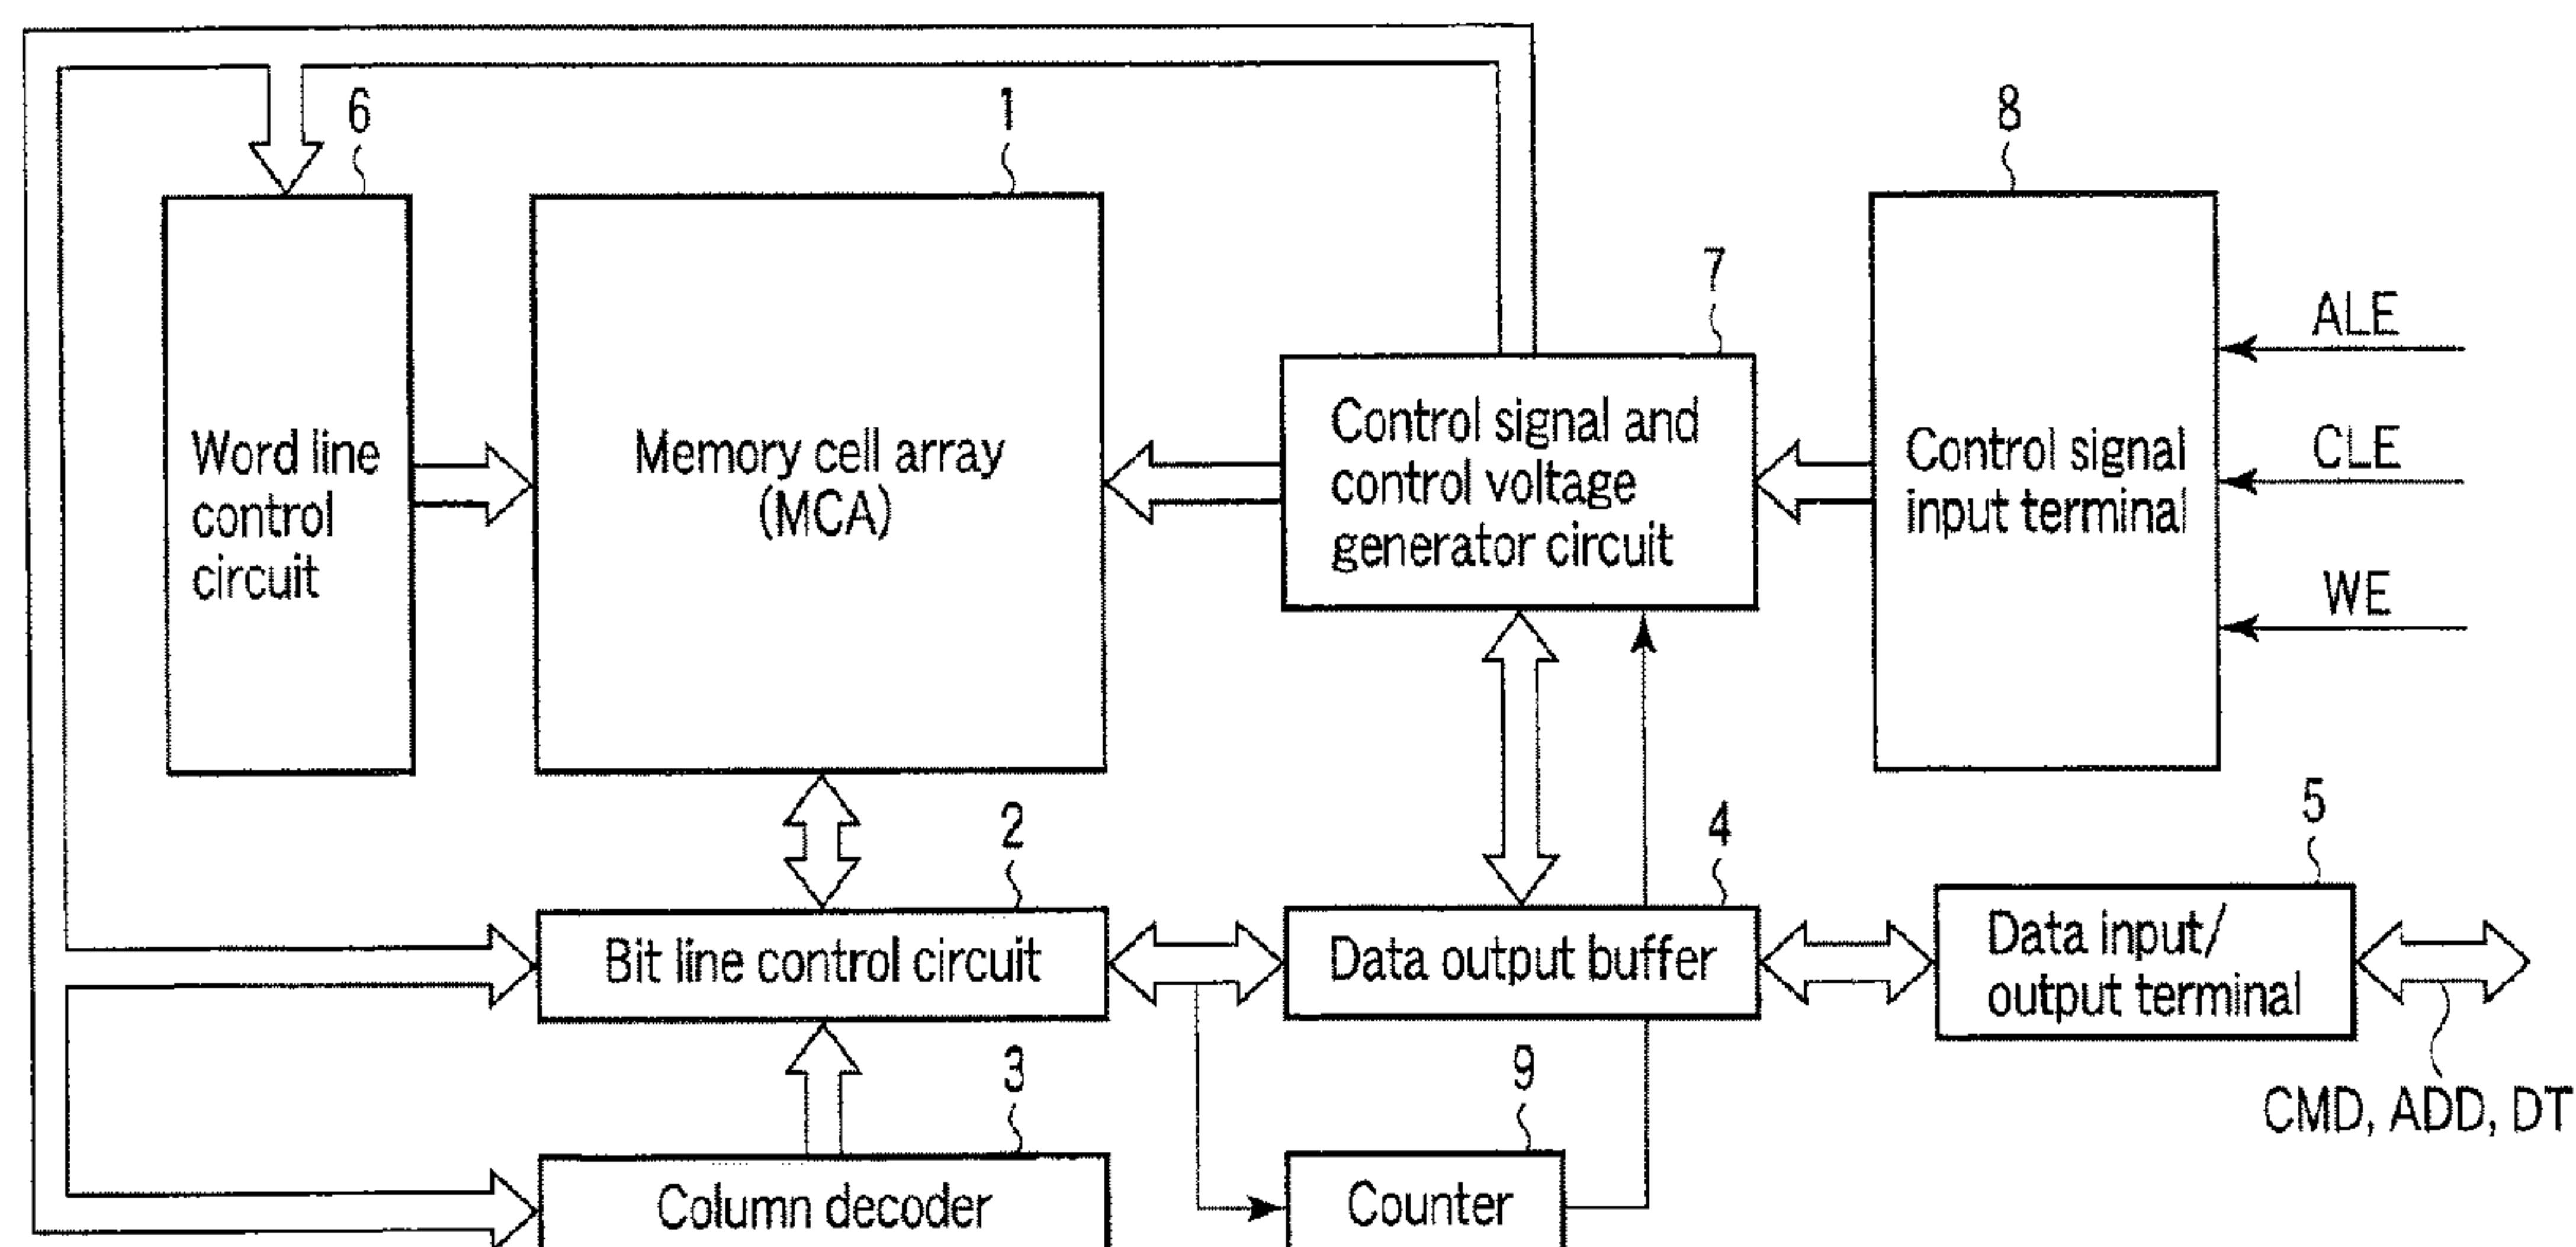 6
1
8
7
Word line
control
circuit
Memory cell array
(MCA)
Control signal and
control voltage
generator circuit
Control signal
input terminal
ALE
CLE
WE
2
4
5
Bit line control circuit
Data output buffer
Data input/
output terminal
3
9
CMD, ADD, DT
Column decoder
Counter